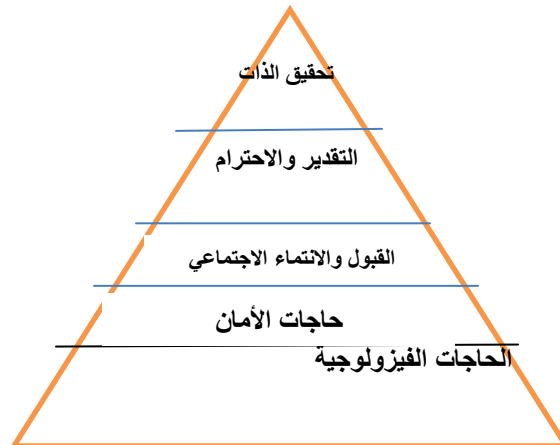 تحقيق الذات
التقدير والاحترام
القبول والانتماء الاجتماعي
حاجات الأمان
الحاجات الفيزولوجية